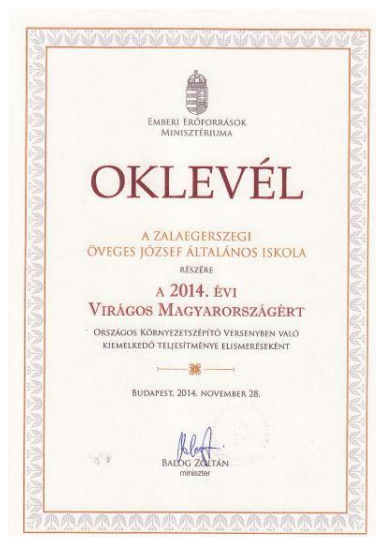 EMBERI ERŐFORRÁSOK
MINISZTÉRIUMA
OKLEVÉL
A ZALAEGERSZEGI
ÖVEGES JÓZSEF ÁLTALÁNOS ISKOLA
RÉSZÉRE
A 2014. ÉVI
VIRÁGOS MAGYARORSZÁGÉRT
ORSZÁGOS KÖRNYEZETSZÉPÍTŐ VERSENYBEN VALÓ
KIEMELKEDŐ TELJESÍTMÉNYE ELISMERÉSEKÉNT
BUDAPEST, 2014. NOVEMBER 28.
BALOG ZOLTÁN
miniszter